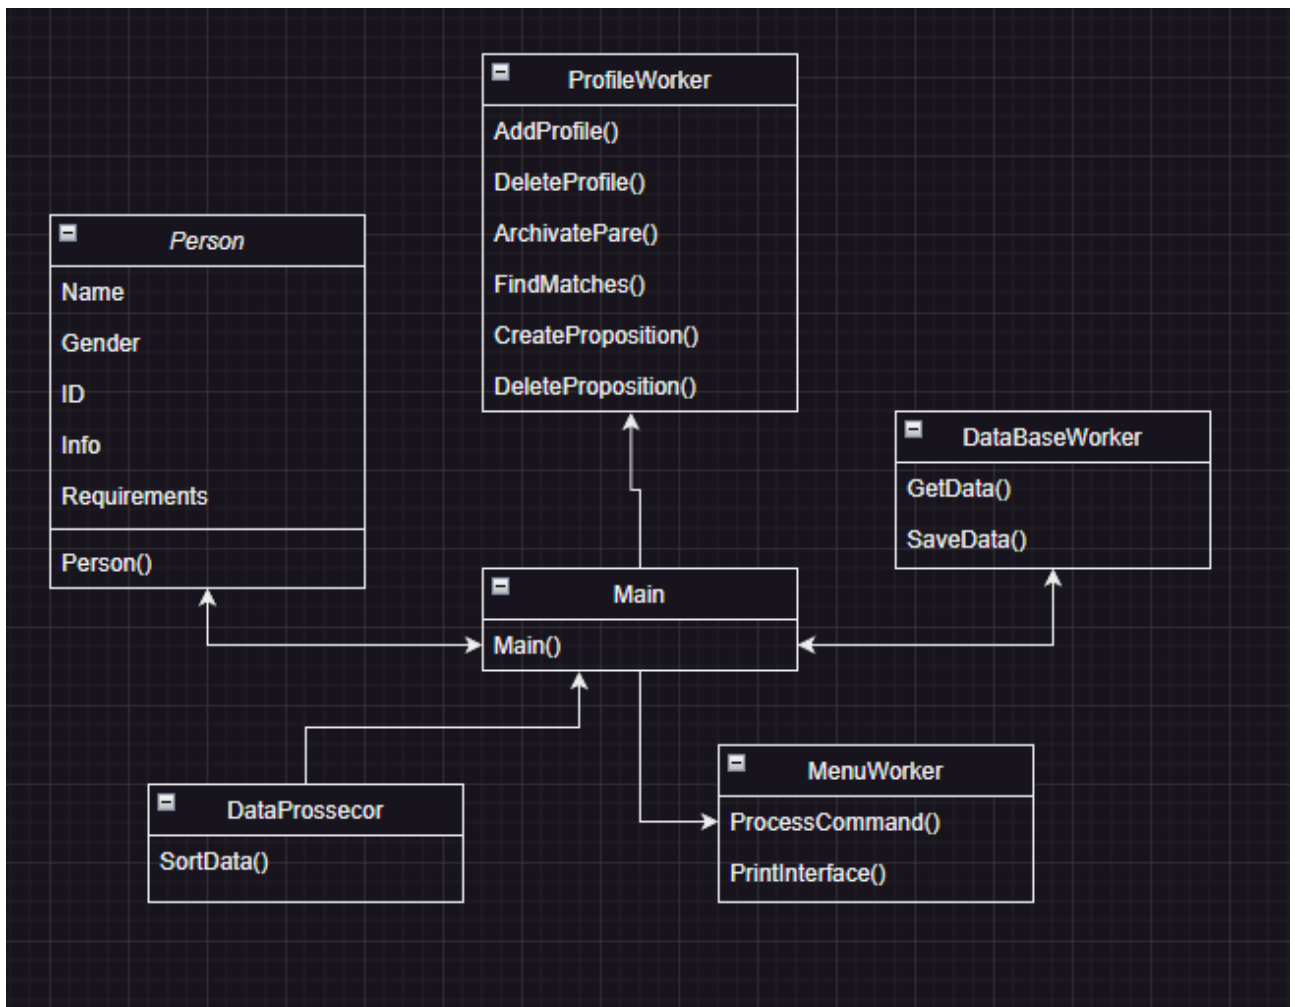 ProfileWorker
AddProfile()
DeleteProfile()
ArchivatePare()
FindMatches()
CreateProposition()
DeleteProposition()
Person
Name
Gender
ID
Info
Requirements
Person()
DataBaseWorker
GetData()
SaveData()
Main
Main()
DataProssecor
SortData()
MenuWorker
ProcessCommand()
PrintInterface()